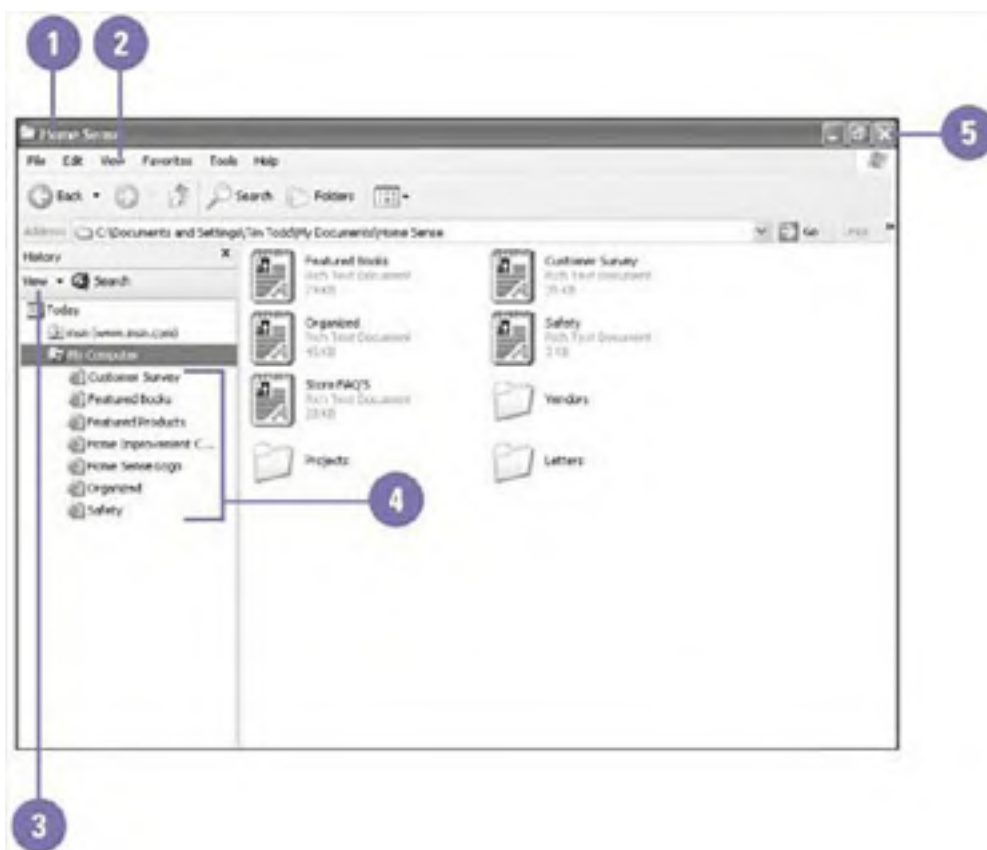 1
2
Home Sense
5
File Edit View Favorites Tools Help
Back Search Folders
Address C:\Documents and Settings\Tim Todd\My Documents\Home Sense Go
History x
View Search
Today
msn (www.msn.com)
My Computer
Customer Survey
Featured Books
Featured Products
Home Improvement C...
Home Sense Logo
Organized
Safety
Featured Books
Rich Text Document
Customer Survey
Rich Text Document
Organized
Rich Text Document
Safety
Rich Text Document
Store FAQ'S
Rich Text Document
Vendors
Projects
Letters
4
3